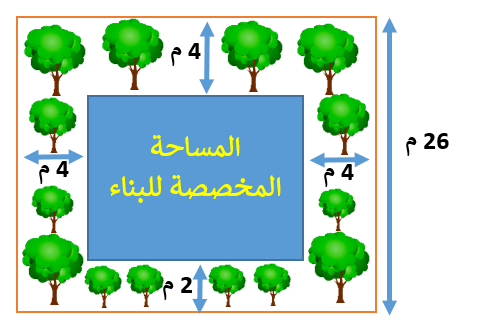 4 م
26 م
المساحة
المخصصة للبناء
4 م
4 م
2 م